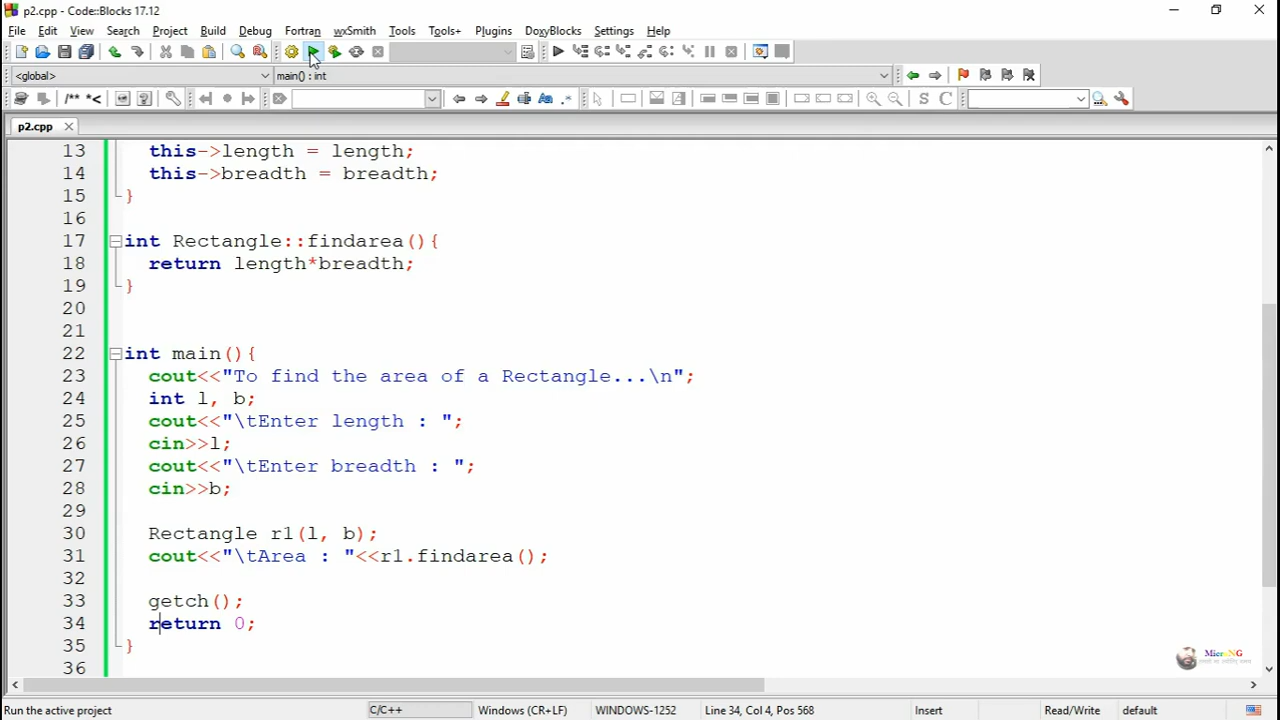 p2.cpp - Code::Blocks 17.12
File Edit View Search Project Build Debug Fortran wxSmith Tools Tools+ Plugins DoxyBlocks Settings Help
<global> main() : int
/** *< Aa .* S C
p2.cpp
13 this->length = length;
14 this->breadth = breadth;
15 }
16
17 int Rectangle::findarea(){
18 return length*breadth;
19 }
20
21
22 int main(){
23 cout<<"To find the area of a Rectangle...\n";
24 int l, b;
25 cout<<"\tEnter length : ";
26 cin>>l;
27 cout<<"\tEnter breadth : ";
28 cin>>b;
29
30 Rectangle r1(l, b);
31 cout<<"\tArea : "<<r1.findarea();
32
33 getch();
34 return 0;
35 }
36
MicroNG
Run the active project C/C++ Windows (CR+LF) WINDOWS-1252 Line 34, Col 4, Pos 568 Insert Read/Write default